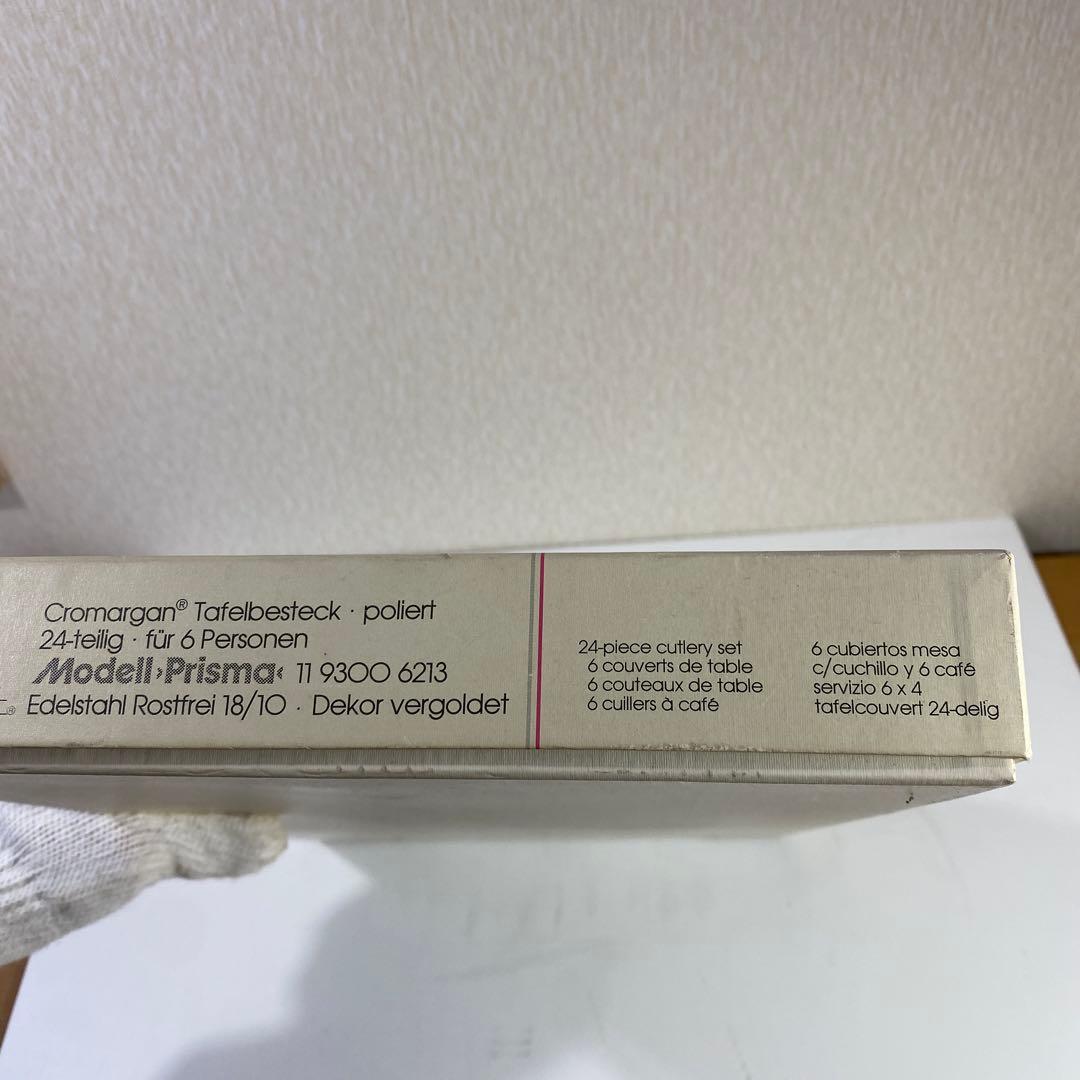 Cromargan® Tafelbesteck · poliert
24-teilig · für 6 Personen
Modell ›Prisma‹ 11 9300 6213
® Edelstahl Rostfrei 18/10 · Dekor vergoldet
24-piece cutlery set
6 couverts de table
6 couteaux de table
6 cuillers à café
6 cubiertos mesa
c/cuchillo y 6 café
servizio 6 x 4
tafelcouvert 24-delig